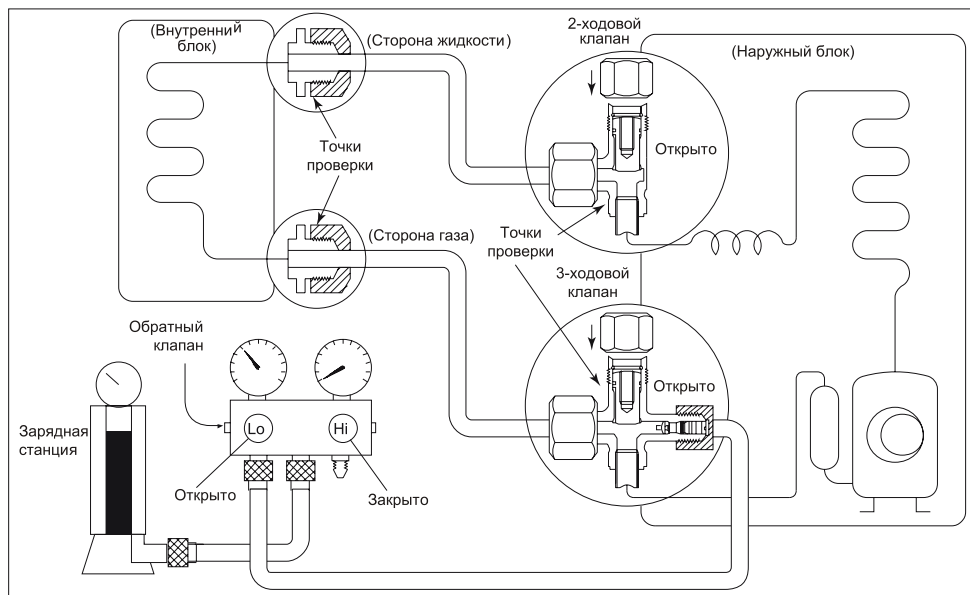 (Внутренний
блок)
(Сторона жидкости)
2-ходовой
клапан
(Наружный блок)
Точки
проверки
Открыто
(Сторона газа)
Точки
проверки
3-ходовой
клапан
Обратный
клапан
Открыто
Зарядная
станция
Lo
Hi
Открыто
Закрыто